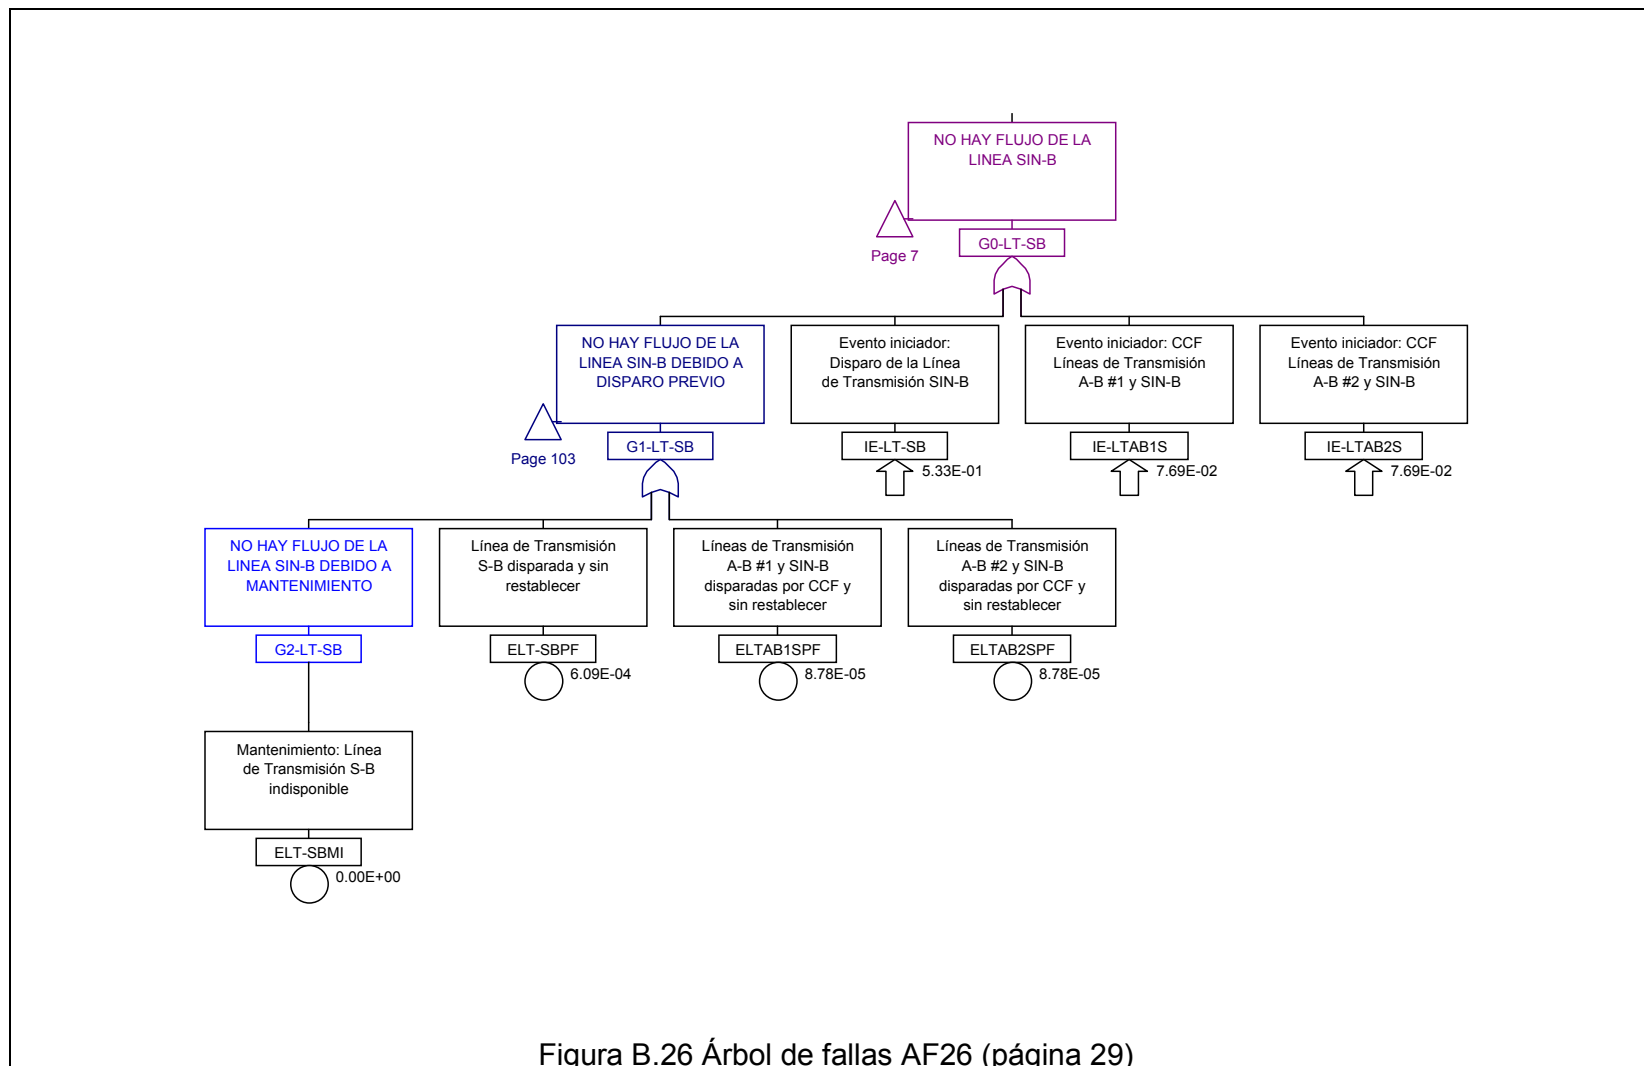 NO HAY FLUJO DE LA
LINEA SIN-B
Page 7
G0-LT-SB
NO HAY FLUJO DE LA
LINEA SIN-B DEBIDO A
DISPARO PREVIO
Page 103
G1-LT-SB
Evento iniciador:
Disparo de la Línea
de Transmisión SIN-B
IE-LT-SB
5.33E-01
Evento iniciador: CCF
Líneas de Transmisión
A-B #1 y SIN-B
IE-LTAB1S
7.69E-02
Evento iniciador: CCF
Líneas de Transmisión
A-B #2 y SIN-B
IE-LTAB2S
7.69E-02
NO HAY FLUJO DE LA
LINEA SIN-B DEBIDO A
MANTENIMIENTO
G2-LT-SB
Línea de Transmisión
S-B disparada y sin
restablecer
ELT-SBPF
6.09E-04
Líneas de Transmisión
A-B #1 y SIN-B
disparadas por CCF y
sin restablecer
ELTAB1SPF
8.78E-05
Líneas de Transmisión
A-B #2 y SIN-B
disparadas por CCF y
sin restablecer
ELTAB2SPF
8.78E-05
Mantenimiento: Línea
de Transmisión S-B
indisponible
ELT-SBMI
0.00E+00
Figura B.26 Árbol de fallas AF26 (página 29)